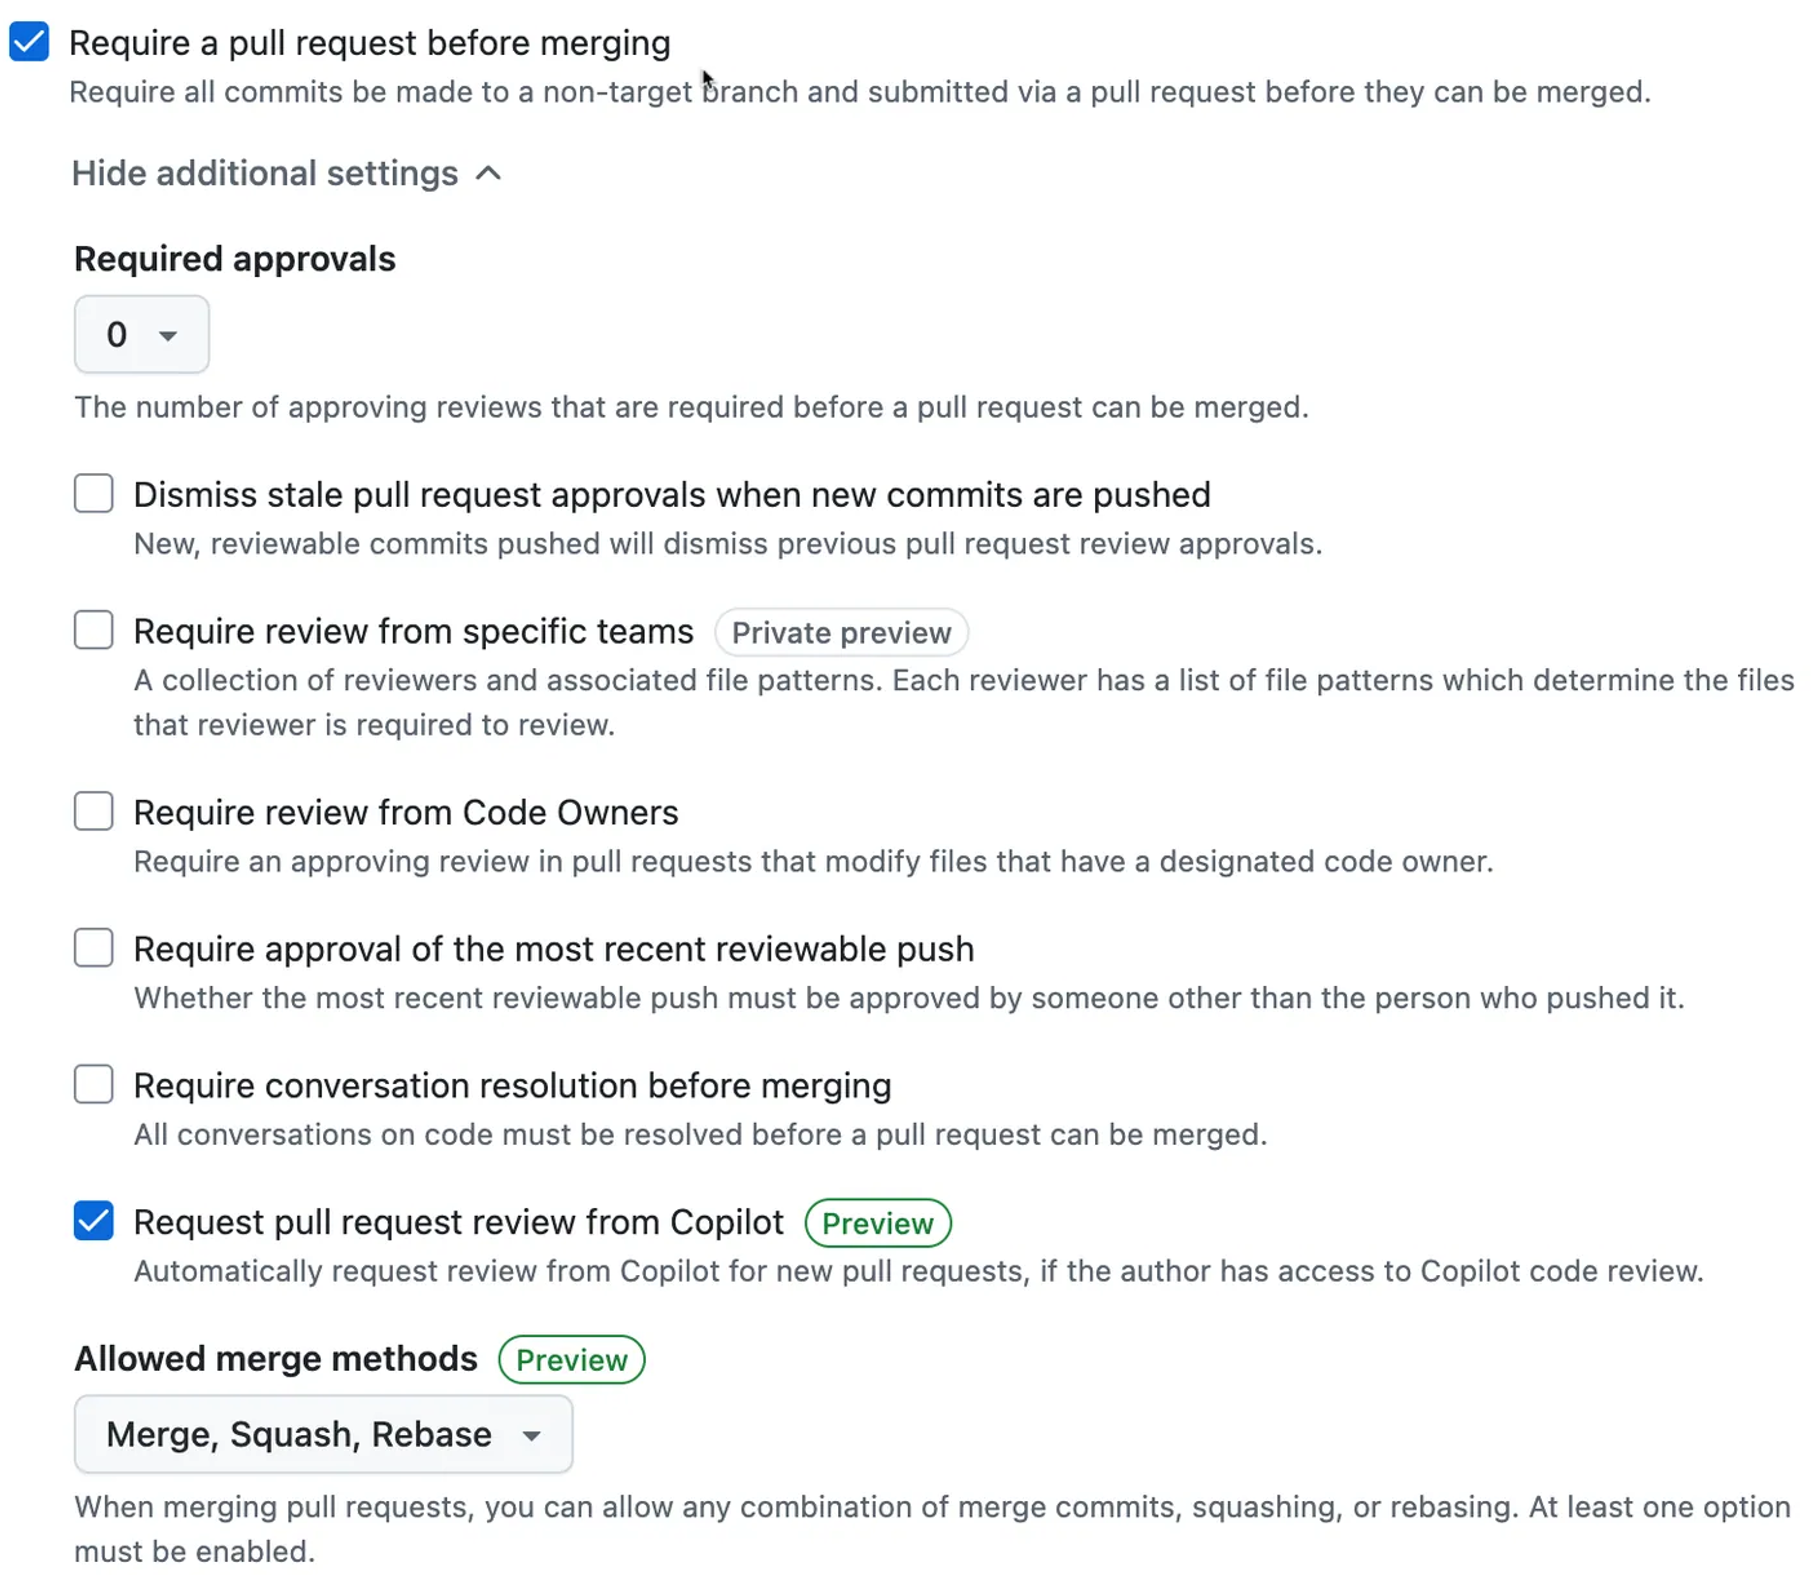 Require a pull request before merging
Require all commits be made to a non-target branch and submitted via a pull request before they can be merged.
Hide additional settings
Required approvals
0
The number of approving reviews that are required before a pull request can be merged.
Dismiss stale pull request approvals when new commits are pushed
New, reviewable commits pushed will dismiss previous pull request review approvals.
Require review from specific teams Private preview
A collection of reviewers and associated file patterns. Each reviewer has a list of file patterns which determine the files
that reviewer is required to review.
Require review from Code Owners
Require an approving review in pull requests that modify files that have a designated code owner.
Require approval of the most recent reviewable push
Whether the most recent reviewable push must be approved by someone other than the person who pushed it.
Require conversation resolution before merging
All conversations on code must be resolved before a pull request can be merged.
Request pull request review from Copilot Preview
Automatically request review from Copilot for new pull requests, if the author has access to Copilot code review.
Allowed merge methods Preview
Merge, Squash, Rebase
When merging pull requests, you can allow any combination of merge commits, squashing, or rebasing. At least one option
must be enabled.